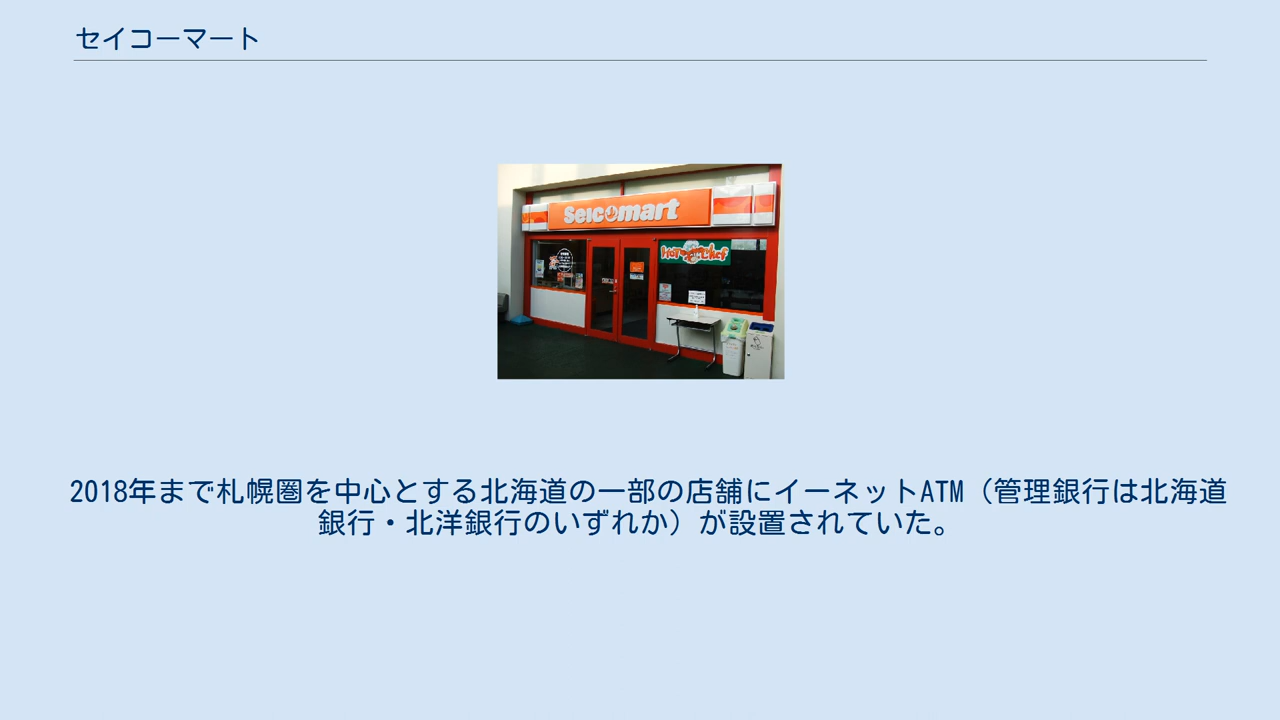 セイコーマート
Seicomart
Hot Chef
2018年まで札幌圏を中心とする北海道の一部の店舗にイーネットATM（管理銀行は北海道
銀行・北洋銀行のいずれか）が設置されていた。